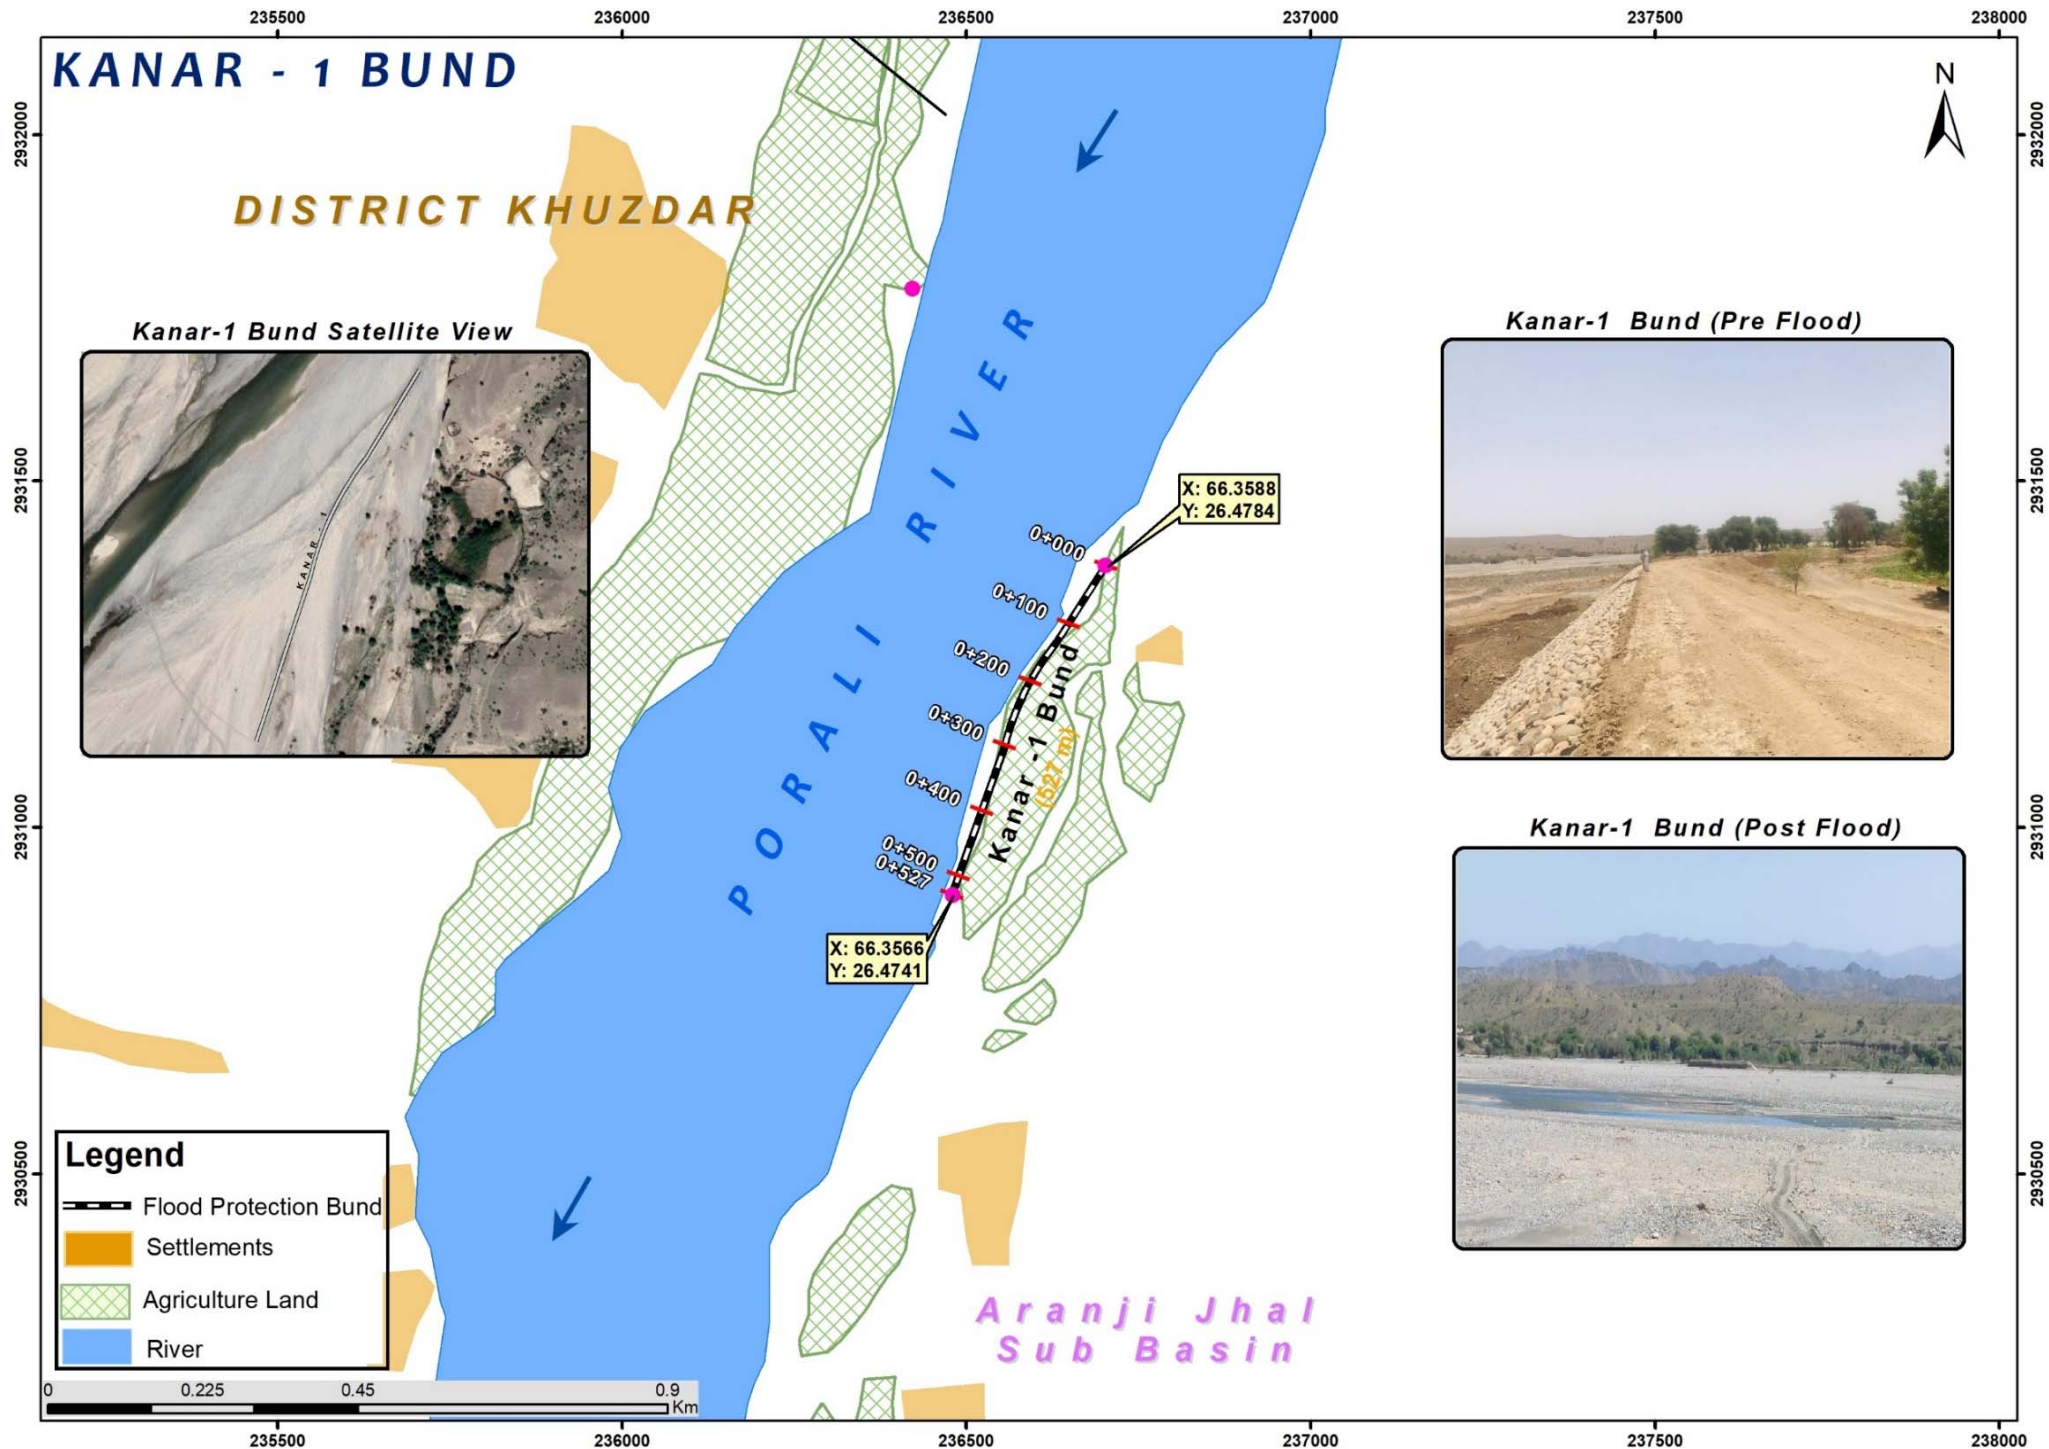 235500 236000 236500 237000 237500 238000
KANAR - 1 BUND
N
2932000 2932000
DISTRICT KHUZDAR
Kanar-1 Bund Satellite View
KANAR - 1
Kanar-1 Bund (Pre Flood)
2931500 2931500
PORALI RIVER
X: 66.3588
Y: 26.4784
0+000
0+100
0+200
0+300
0+400
0+500
0+527
Kanar -1 Bund
(527 m)
2931000 2931000
Kanar-1 Bund (Post Flood)
X: 66.3566
Y: 26.4741
2930500 2930500
Legend
Flood Protection Bund
Settlements
Agriculture Land
River
Aranji Jhal
Sub Basin
0 0.225 0.45 0.9
Km
235500 236000 236500 237000 237500 238000